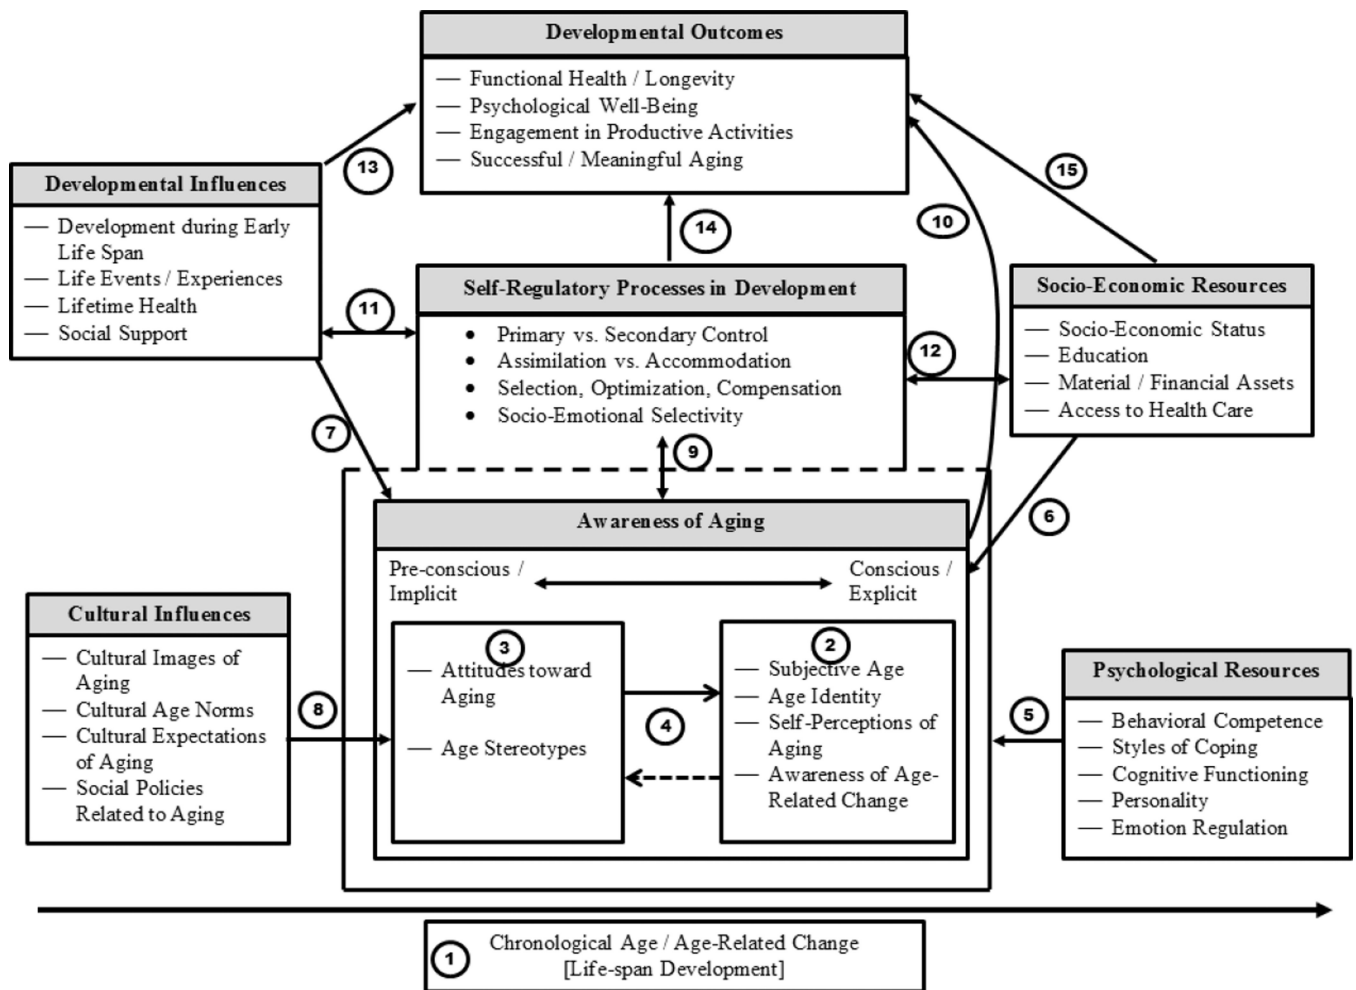 Developmental Outcomes
— Functional Health / Longevity
— Psychological Well-Being
— Engagement in Productive Activities
— Successful / Meaningful Aging
13
15
10
14
Developmental Influences
— Development during Early
Life Span
— Life Events / Experiences
— Lifetime Health
— Social Support
11
Self-Regulatory Processes in Development
• Primary vs. Secondary Control
• Assimilation vs. Accommodation
• Selection, Optimization, Compensation
• Socio-Emotional Selectivity
12
Socio-Economic Resources
— Socio-Economic Status
— Education
— Material / Financial Assets
— Access to Health Care
7
9
6
Awareness of Aging
Pre-conscious /
Implicit
Conscious /
Explicit
Cultural Influences
— Cultural Images of
Aging
— Cultural Age Norms
— Cultural Expectations
of Aging
— Social Policies
Related to Aging
8
3
— Attitudes toward
Aging
— Age Stereotypes
4
2
— Subjective Age
— Age Identity
— Self-Perceptions of
Aging
— Awareness of Age-
Related Change
5
Psychological Resources
— Behavioral Competence
— Styles of Coping
— Cognitive Functioning
— Personality
— Emotion Regulation
1
Chronological Age / Age-Related Change
[Life-span Development]